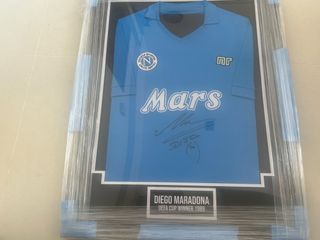 N
NR
Mars
DIEGO MARADONA
UEFA CUP WINNER 1989